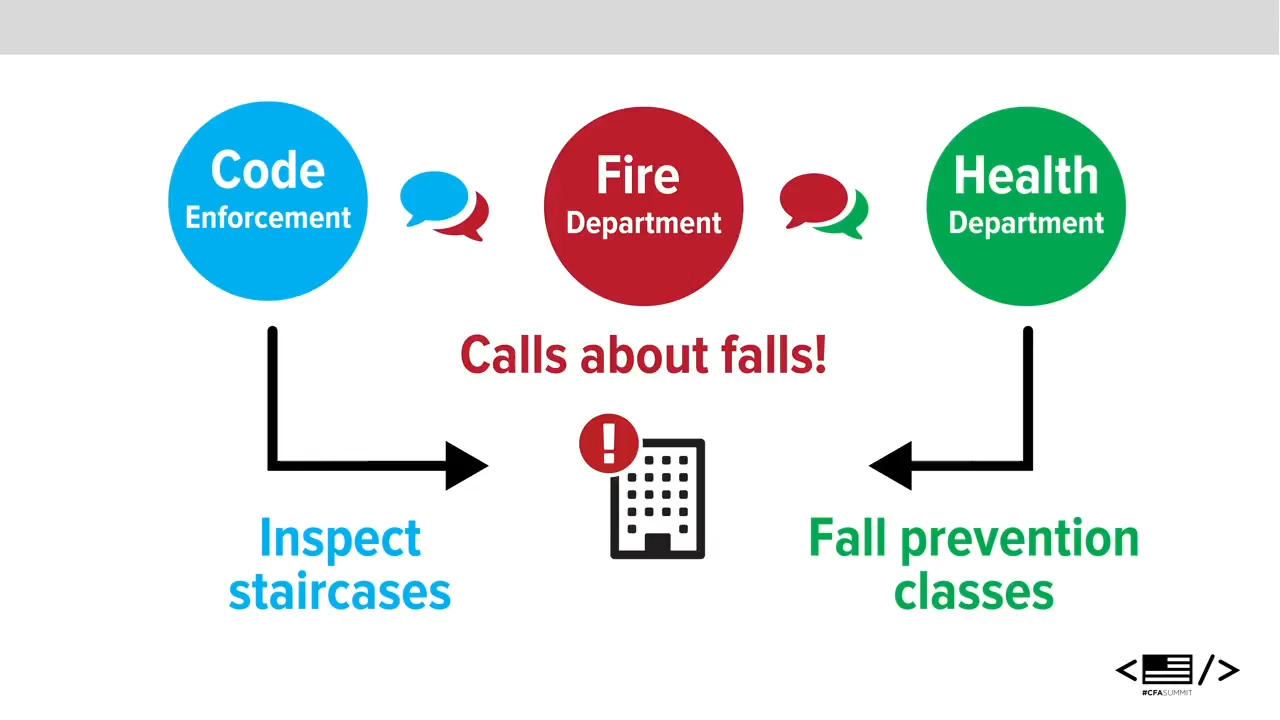 Code
Enforcement
Fire
Department
Health
Department
Calls about falls!
!
Inspect
staircases
Fall prevention
classes
< />
#CFASUMMIT